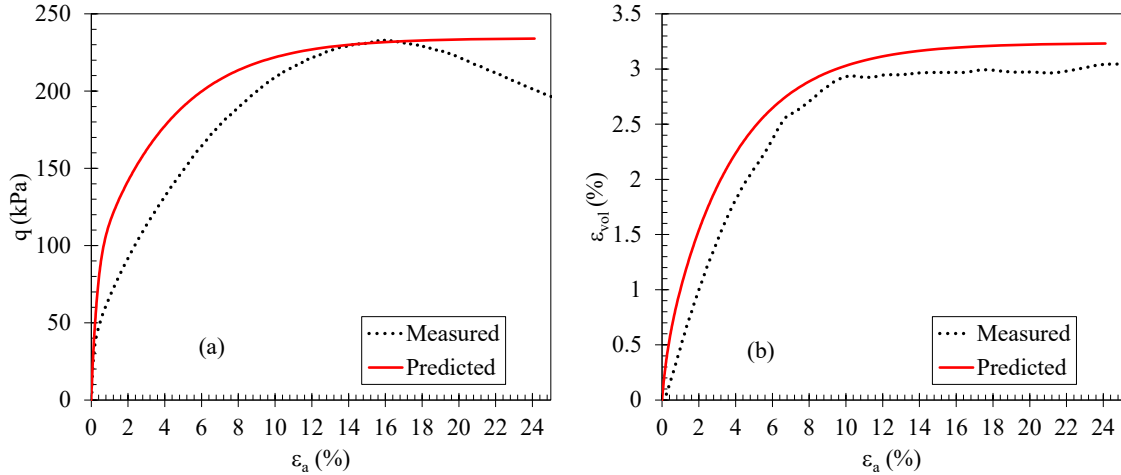 250
200
150
100
50
0
q (kPa)
(a)
Measured
Predicted
0 2 4 6 8 10 12 14 16 18 20 22 24
εa (%)
3.5
3
2.5
2
1.5
1
0.5
0
εvol (%)
(b)
Measured
Predicted
0 2 4 6 8 10 12 14 16 18 20 22 24
εa (%)